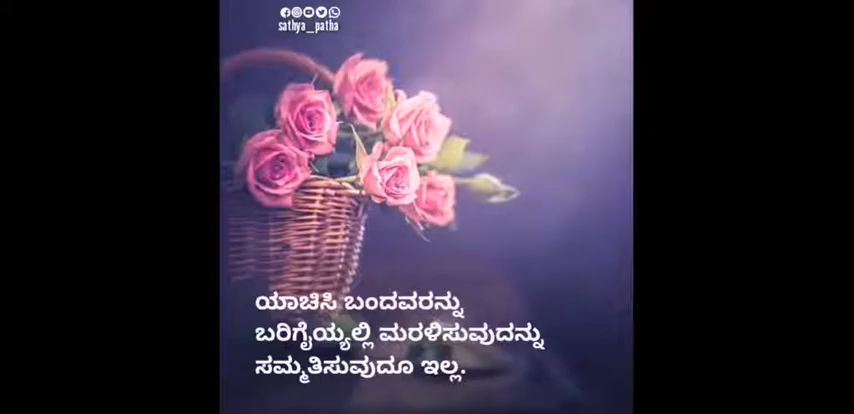 sathya_patha
ಯಾಚಿಸಿ ಬಂದವರನ್ನು
ಬರಿಗೈಯ್ಯಲ್ಲಿ ಮರಳಿಸುವುದನ್ನು
ಸಮ್ಮತಿಸುವುದೂ ಇಲ್ಲ.